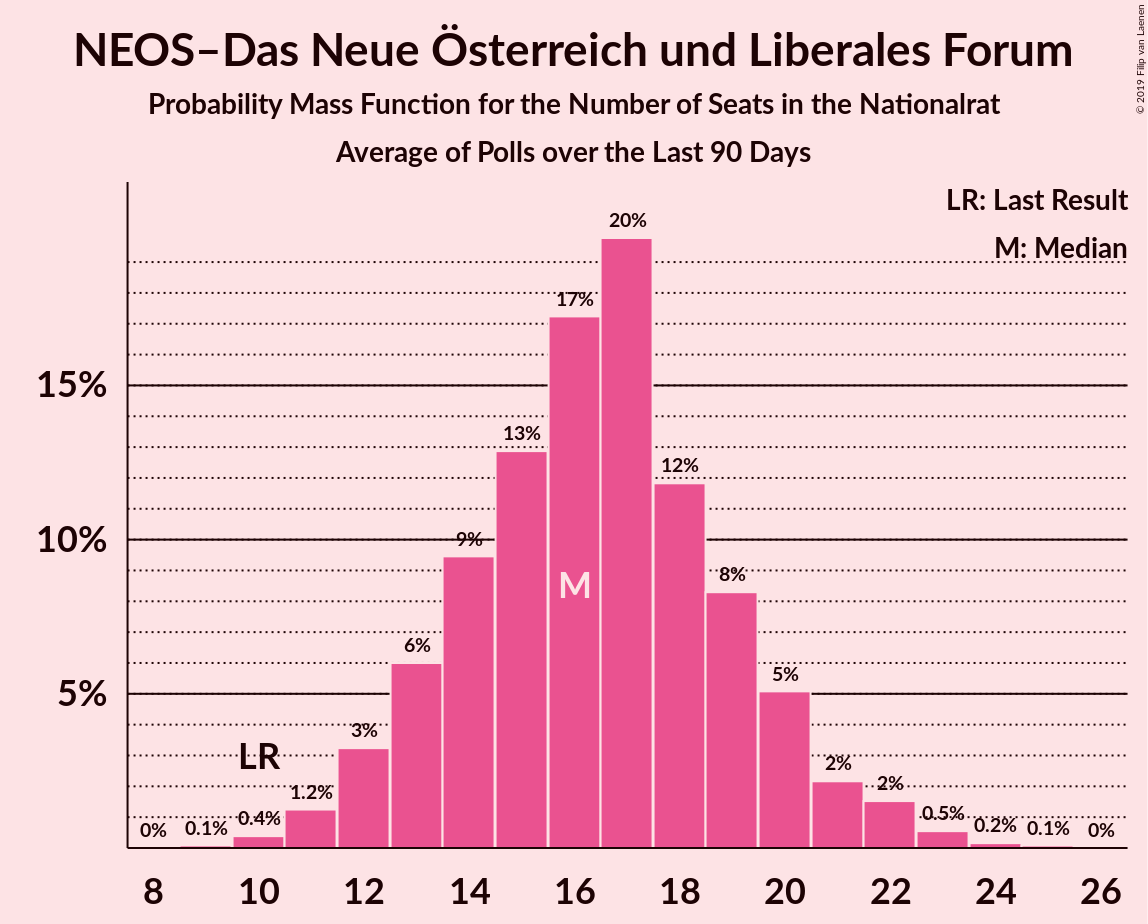 NEOS–Das Neue Österreich und Liberales Forum
Probability Mass Function for the Number of Seats in the Nationalrat
Average of Polls over the Last 90 Days
© 2019 Filip van Laenen
LR: Last Result
M: Median
20%
17%
15%
13%
12%
10%
9%
8%
M
6%
5%
5%
3%
LR
2%
2%
1.2%
0.5%
0.4%
0.2%
0.1%
0.1%
0%
0%
8 10 12 14 16 18 20 22 24 26